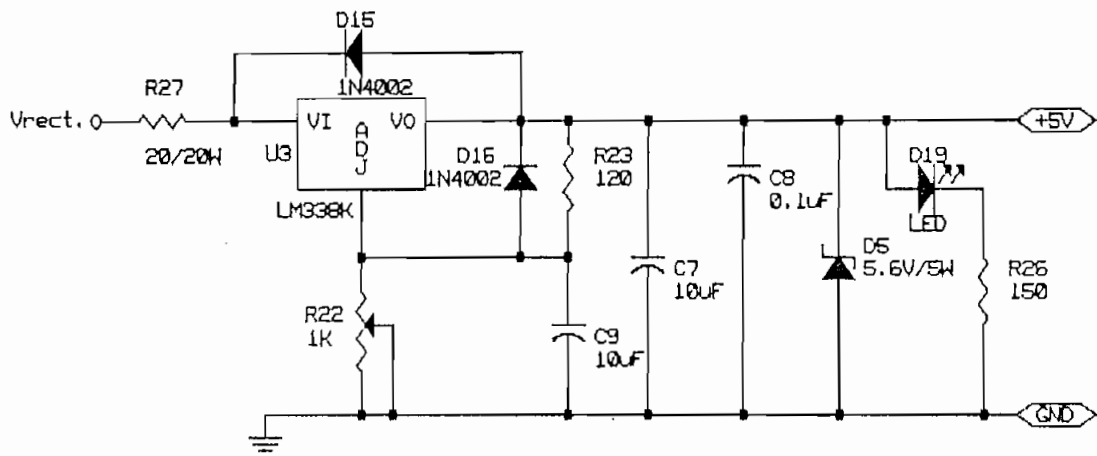 D15
1N4002
R27
Vrect.
20/20W
VI
ADJ
VO
U3
LM338K
D16
1N4002
R23
120
C8
0.1uF
+5V
D19
LED
D5
5.6V/5W
R26
150
C7
10uF
R22
1K
C9
10uF
GND